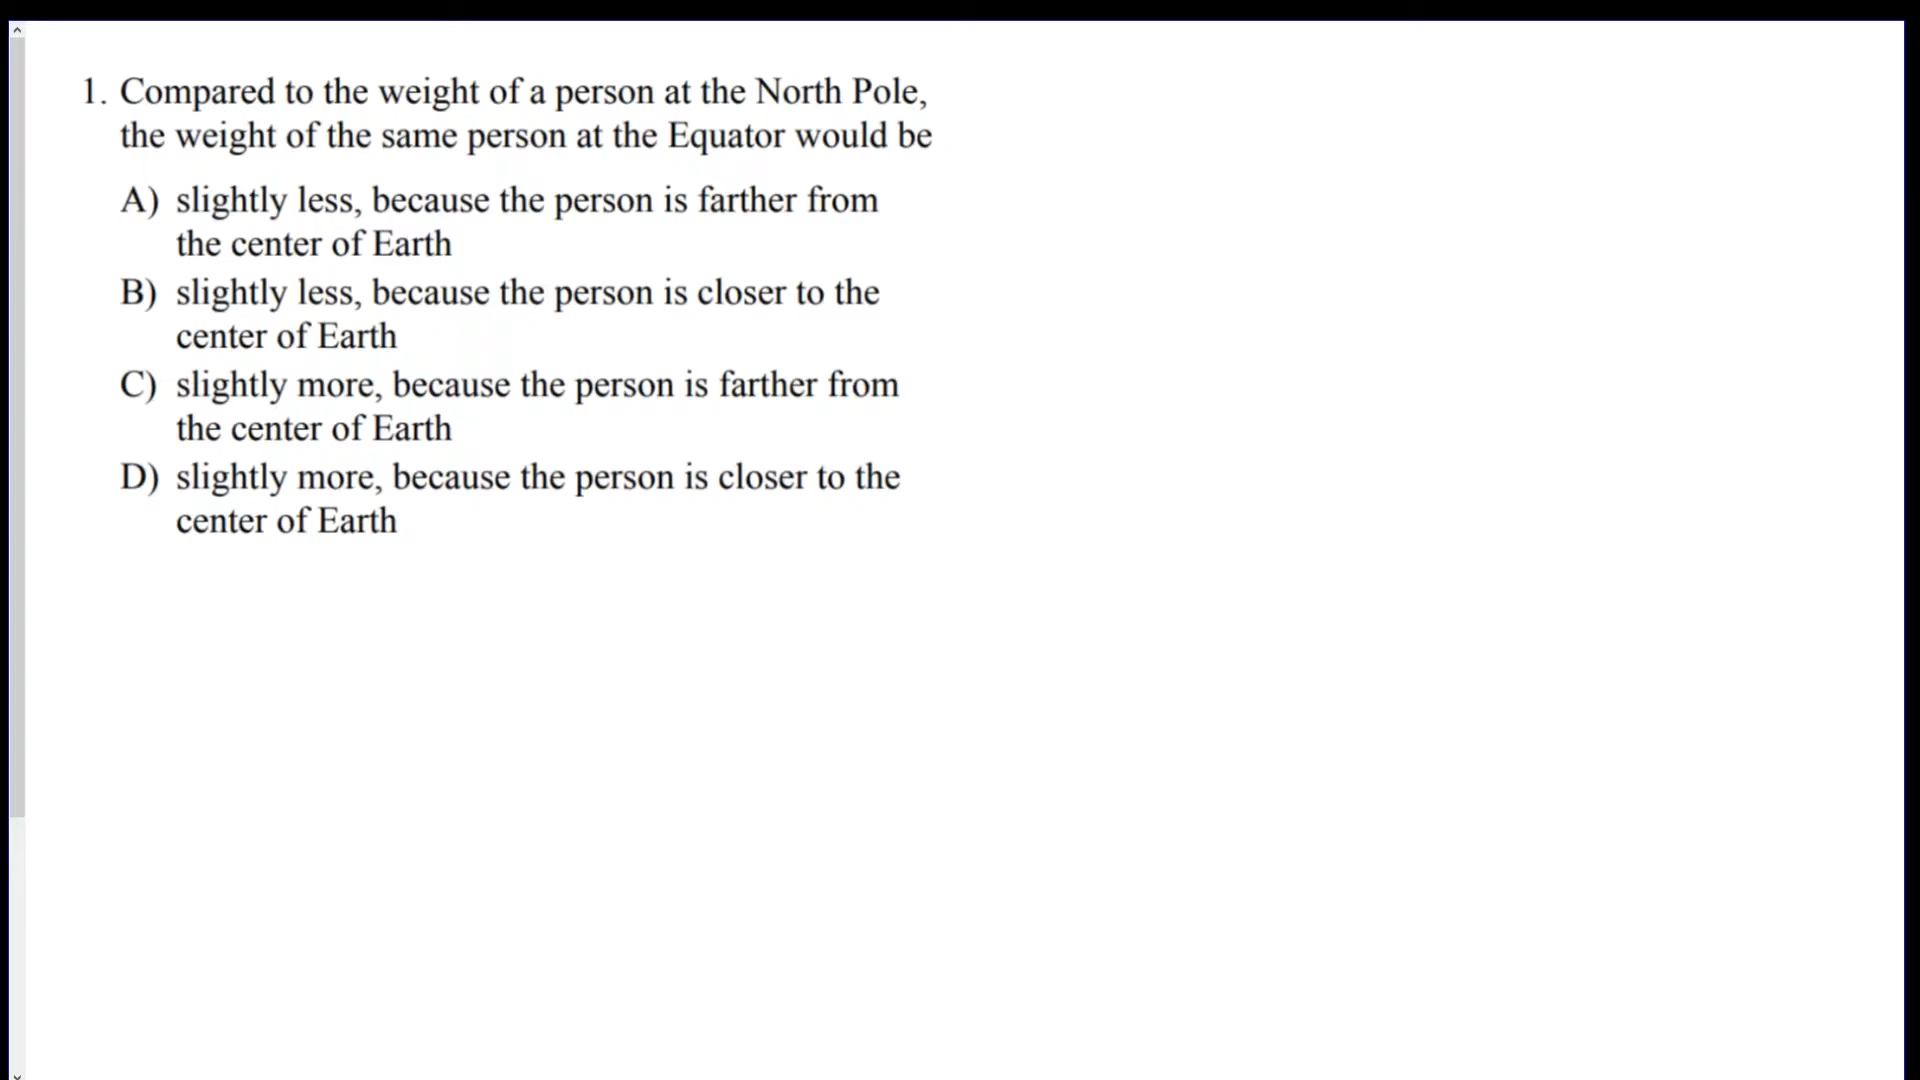 1. Compared to the weight of a person at the North Pole,
the weight of the same person at the Equator would be
A) slightly less, because the person is farther from
the center of Earth
B) slightly less, because the person is closer to the
center of Earth
C) slightly more, because the person is farther from
the center of Earth
D) slightly more, because the person is closer to the
center of Earth